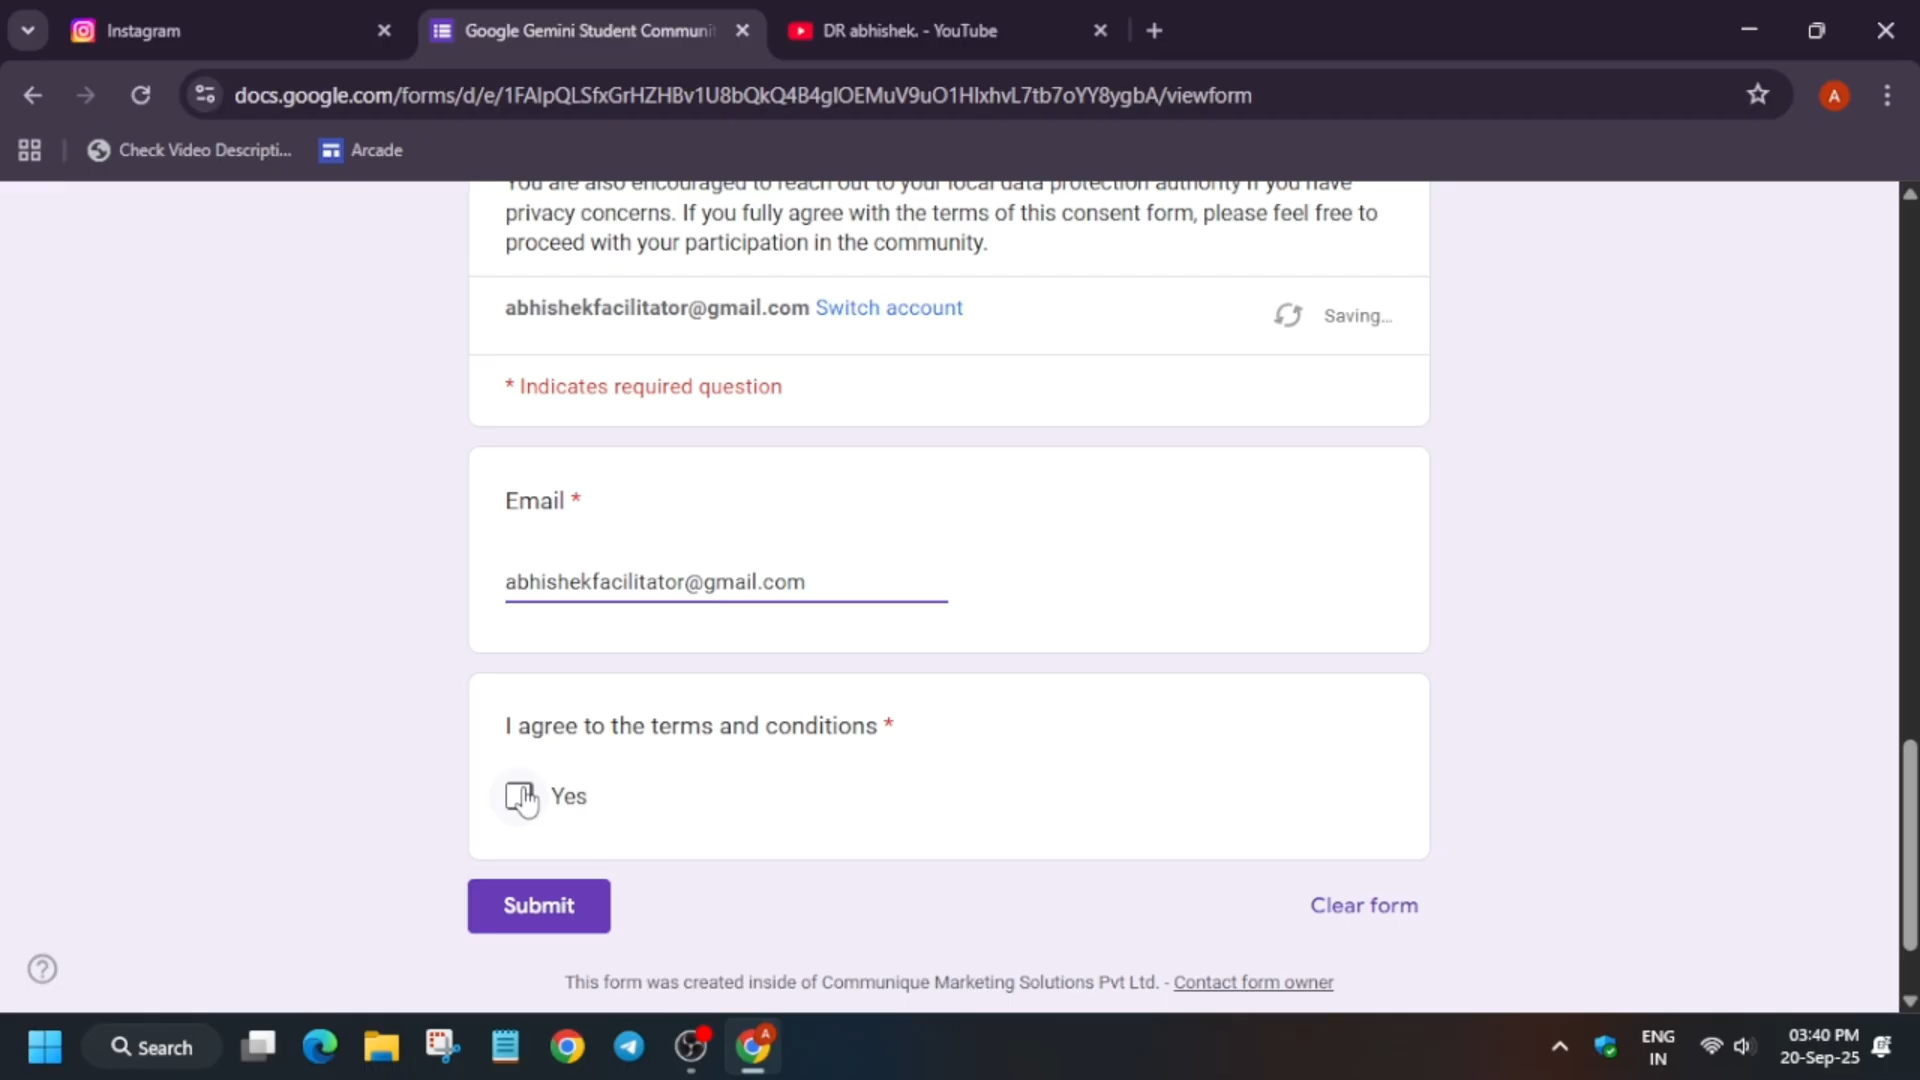 Instagram
Google Gemini Student Communi
DR abhishek. - YouTube
docs.google.com/forms/d/e/1FAIpQLSfxGrHZHBv1U8bQkQ4B4gIOEMuV9uO1HIxhvL7tb7oYY8ygbA/viewform
A
Check Video Descripti...
Arcade
You are also encouraged to reach out to your local data protection authority if you have
privacy concerns. If you fully agree with the terms of this consent form, please feel free to
proceed with your participation in the community.
abhishekfacilitator@gmail.com Switch account
Saving...
* Indicates required question
Email *
abhishekfacilitator@gmail.com
I agree to the terms and conditions *
Yes
Submit
Clear form
This form was created inside of Communique Marketing Solutions Pvt Ltd. - Contact form owner
Search
A
ENG
IN
03:40 PM
20-Sep-25